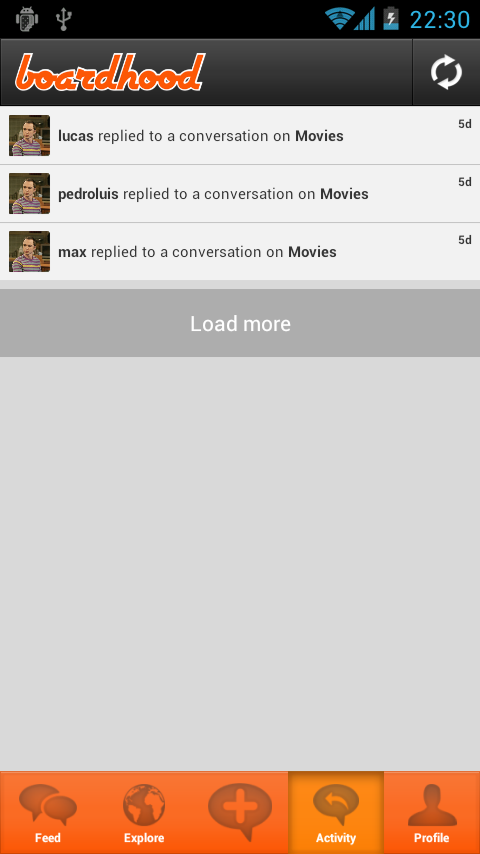 22:30
boardhood
lucas replied to a conversation on Movies
5d
pedroluis replied to a conversation on Movies
5d
max replied to a conversation on Movies
5d
Load more
Feed
Explore
Activity
Profile